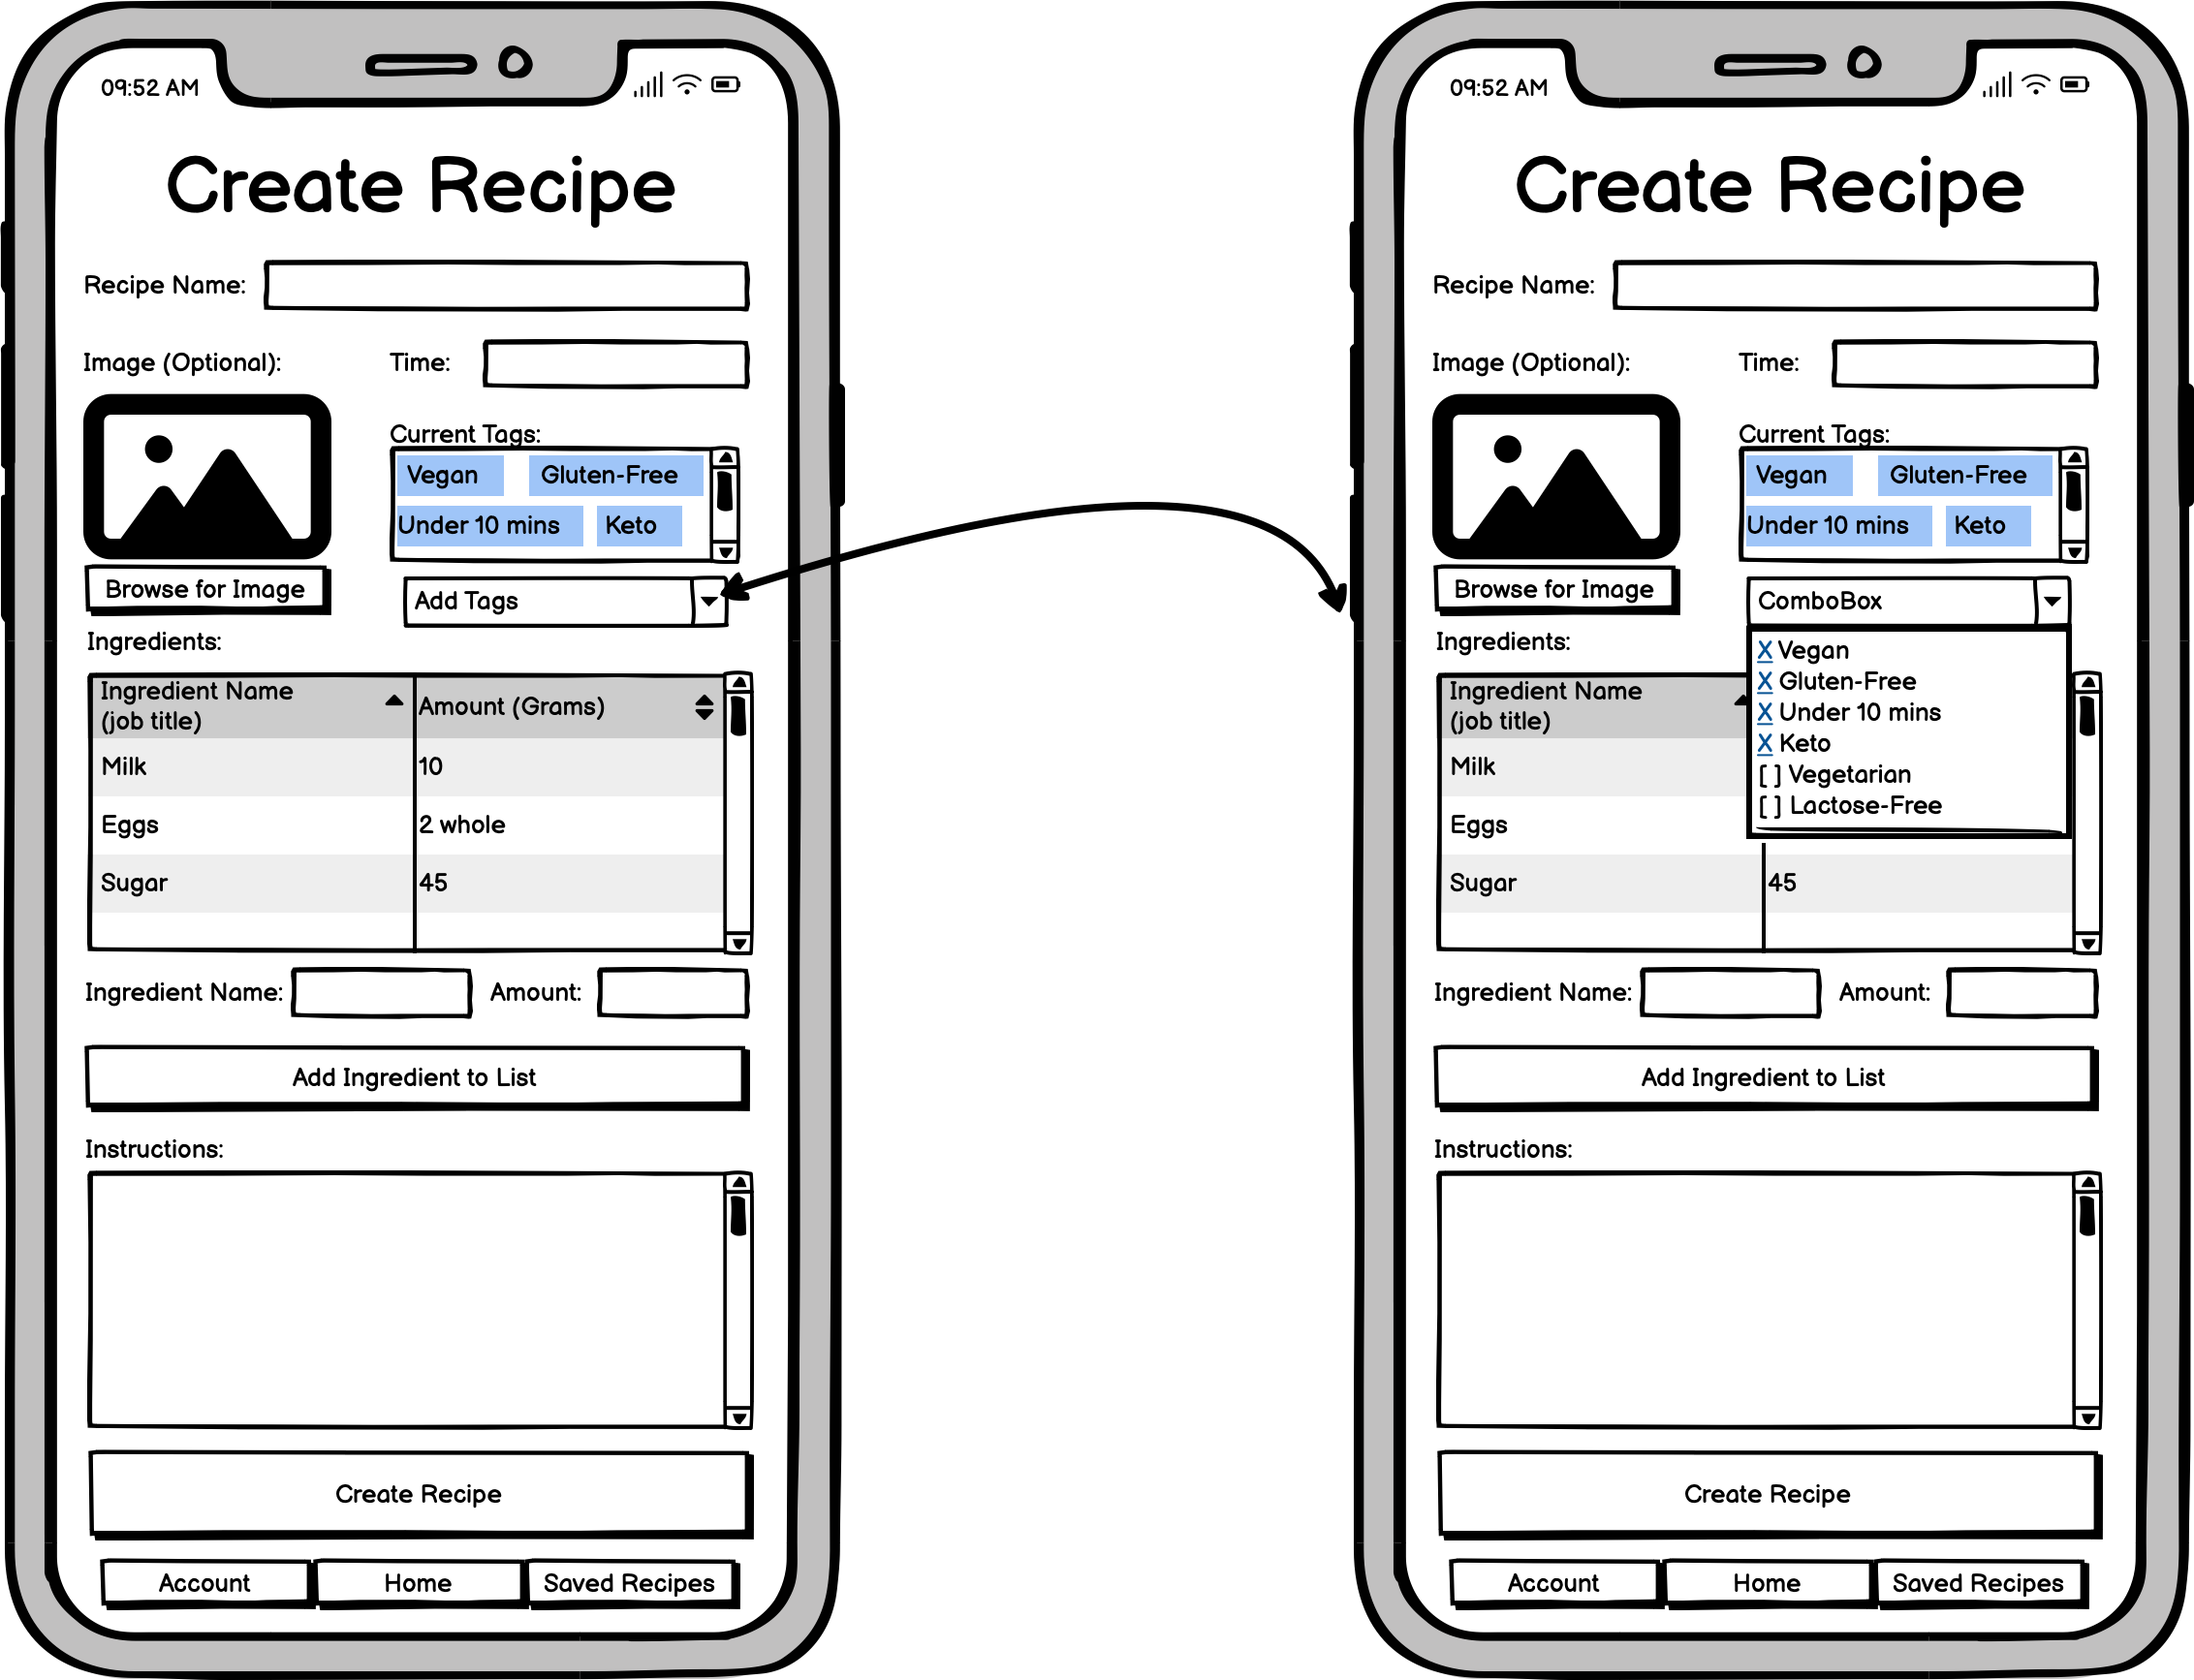 09:52 AM
Create Recipe
Recipe Name:
Image (Optional):
Time:
Current Tags:
Vegan Gluten-Free
Under 10 mins Keto
Browse for Image
Add Tags
Ingredients:
Ingredient Name
(job title)
Amount (Grams)
Milk 10
Eggs 2 whole
Sugar 45
Ingredient Name: Amount:
Add Ingredient to List
Instructions:
Create Recipe
Account Home Saved Recipes
09:52 AM
Create Recipe
Recipe Name:
Image (Optional):
Time:
Current Tags:
Vegan Gluten-Free
Under 10 mins Keto
Browse for Image
ComboBox
X Vegan
X Gluten-Free
X Under 10 mins
X Keto
[ ] Vegetarian
[ ] Lactose-Free
Ingredients:
Ingredient Name
(job title)
Milk
Eggs
Sugar 45
Ingredient Name: Amount:
Add Ingredient to List
Instructions:
Create Recipe
Account Home Saved Recipes